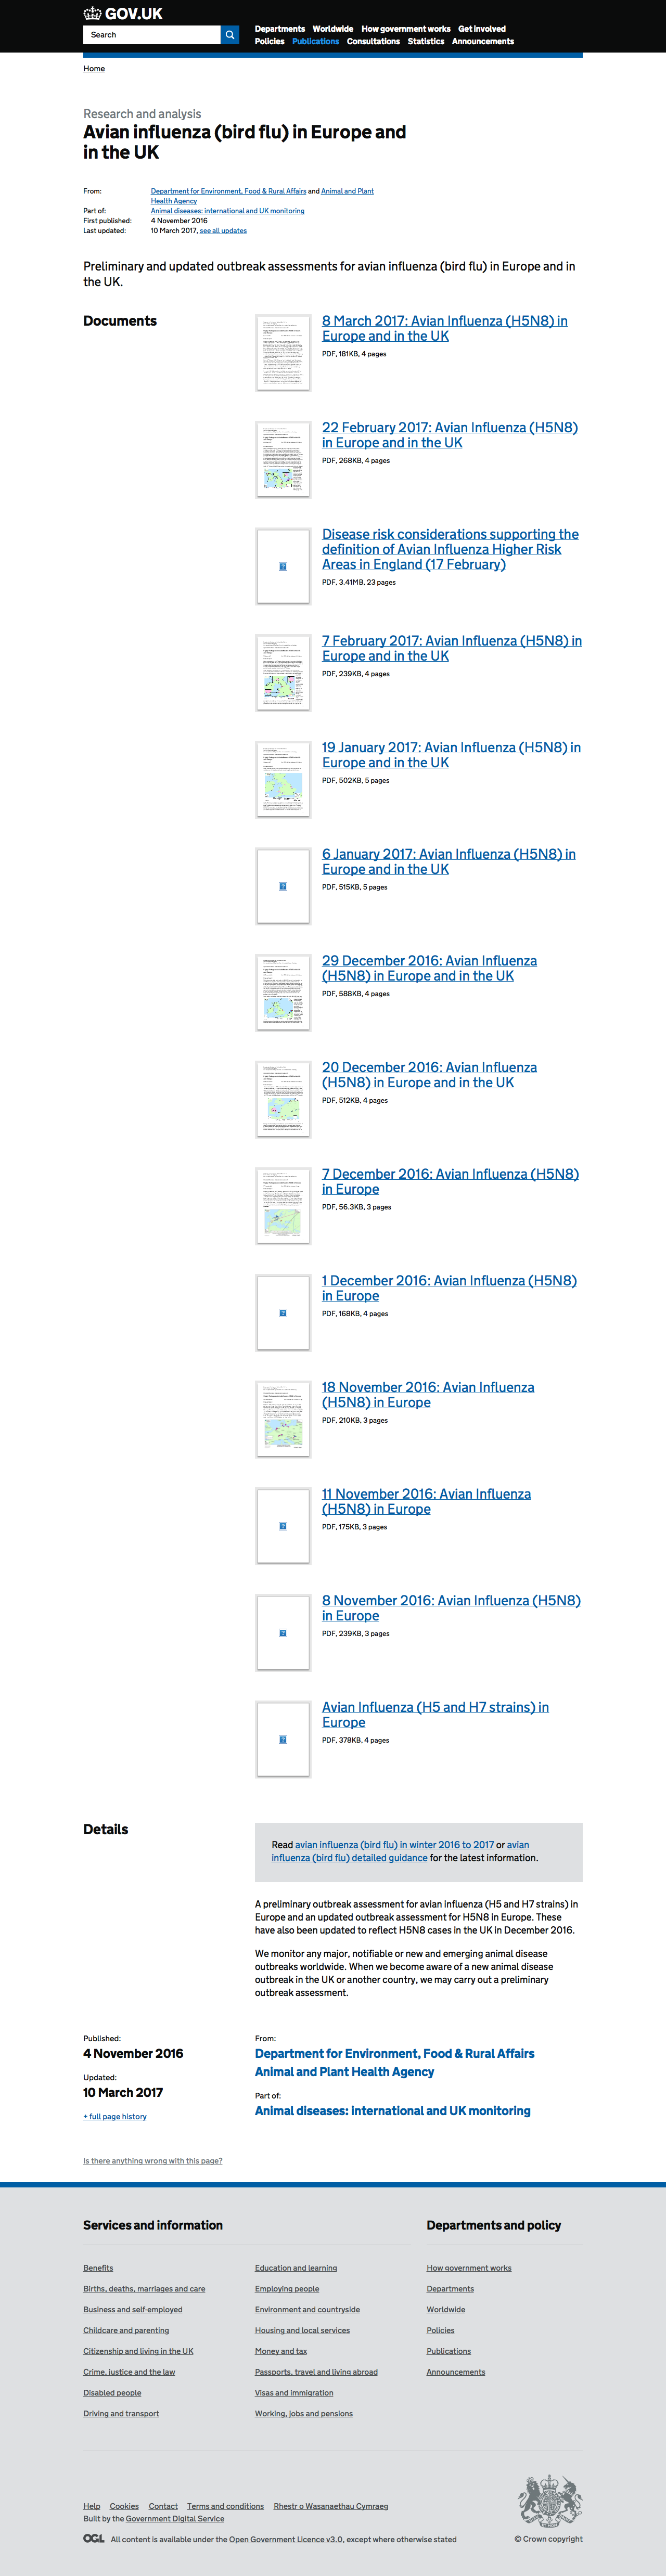 GOV.UK
Search
Departments Worldwide How government works Get involved
Policies Publications Consultations Statistics Announcements
Home
Research and analysis
Avian influenza (bird flu) in Europe and
in the UK
From: Department for Environment, Food & Rural Affairs and Animal and Plant
Health Agency
Part of: Animal diseases: international and UK monitoring
First published: 4 November 2016
Last updated: 10 March 2017, see all updates
Preliminary and updated outbreak assessments for avian influenza (bird flu) in Europe and in
the UK.
Documents
8 March 2017: Avian Influenza (H5N8) in
Europe and in the UK
PDF, 181KB, 4 pages
22 February 2017: Avian Influenza (H5N8)
in Europe and in the UK
PDF, 268KB, 4 pages
Disease risk considerations supporting the
definition of Avian Influenza Higher Risk
Areas in England (17 February)
PDF, 3.41MB, 23 pages
7 February 2017: Avian Influenza (H5N8) in
Europe and in the UK
PDF, 239KB, 4 pages
19 January 2017: Avian Influenza (H5N8) in
Europe and in the UK
PDF, 502KB, 5 pages
6 January 2017: Avian Influenza (H5N8) in
Europe and in the UK
PDF, 515KB, 5 pages
29 December 2016: Avian Influenza
(H5N8) in Europe and in the UK
PDF, 588KB, 4 pages
20 December 2016: Avian Influenza
(H5N8) in Europe and in the UK
PDF, 512KB, 4 pages
7 December 2016: Avian Influenza (H5N8)
in Europe
PDF, 56.3KB, 3 pages
1 December 2016: Avian Influenza (H5N8)
in Europe
PDF, 168KB, 4 pages
18 November 2016: Avian Influenza
(H5N8) in Europe
PDF, 210KB, 3 pages
11 November 2016: Avian Influenza
(H5N8) in Europe
PDF, 175KB, 3 pages
8 November 2016: Avian Influenza (H5N8)
in Europe
PDF, 239KB, 3 pages
Avian Influenza (H5 and H7 strains) in
Europe
PDF, 378KB, 4 pages
Details
Read avian influenza (bird flu) in winter 2016 to 2017 or avian
influenza (bird flu) detailed guidance for the latest information.
A preliminary outbreak assessment for avian influenza (H5 and H7 strains) in
Europe and an updated outbreak assessment for H5N8 in Europe. These
have also been updated to reflect H5N8 cases in the UK in December 2016.
We monitor any major, notifiable or new and emerging animal disease
outbreaks worldwide. When we become aware of a new animal disease
outbreak in the UK or another country, we may carry out a preliminary
outbreak assessment.
Published:
4 November 2016
Updated:
10 March 2017
+ full page history
From:
Department for Environment, Food & Rural Affairs
Animal and Plant Health Agency
Part of:
Animal diseases: international and UK monitoring
Is there anything wrong with this page?
Services and information
Benefits
Births, deaths, marriages and care
Business and self-employed
Childcare and parenting
Citizenship and living in the UK
Crime, justice and the law
Disabled people
Driving and transport
Education and learning
Employing people
Environment and countryside
Housing and local services
Money and tax
Passports, travel and living abroad
Visas and immigration
Working, jobs and pensions
Departments and policy
How government works
Departments
Worldwide
Policies
Publications
Announcements
Help Cookies Contact Terms and conditions Rhestr o Wasanaethau Cymraeg
Built by the Government Digital Service
OGL All content is available under the Open Government Licence v3.0, except where otherwise stated
© Crown copyright